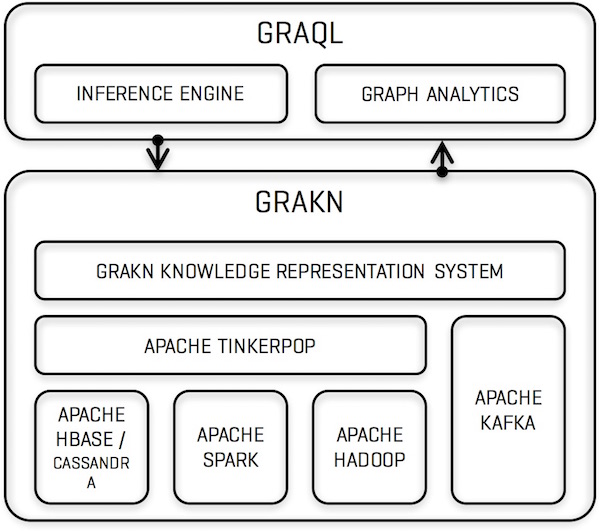 GRAQL
INFERENCE ENGINE
GRAPH ANALYTICS
GRAKN
GRAKN KNOWLEDGE REPRESENTATION SYSTEM
APACHE TINKERPOP
APACHE
KAFKA
APACHE
HBASE /
CASSANDR
A
APACHE
SPARK
APACHE
HADOOP